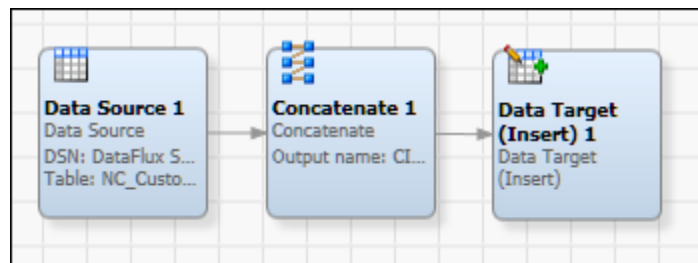 Data Source 1
Data Source
DSN: DataFlux S...
Table: NC_Custo...
Concatenate 1
Concatenate
Output name: CI...
Data Target
(Insert) 1
Data Target
(Insert)